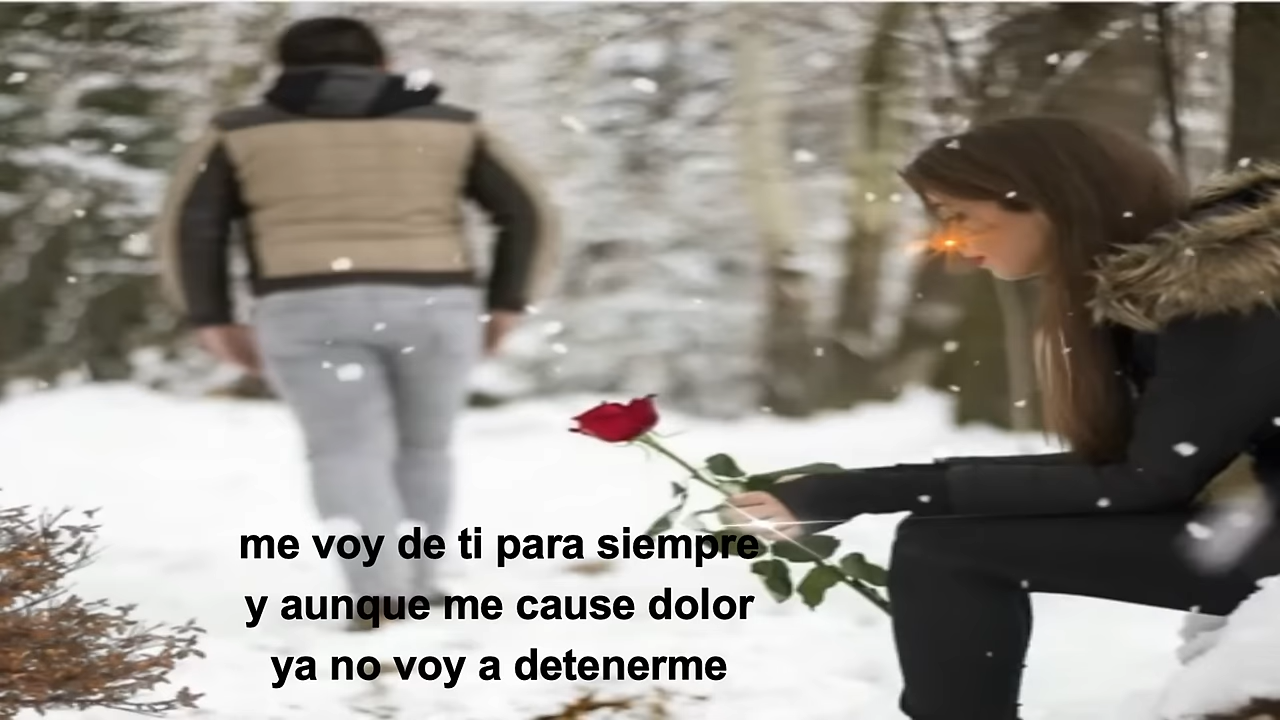 me voy de ti para siempre
y aunque me cause dolor
ya no voy a detenerme